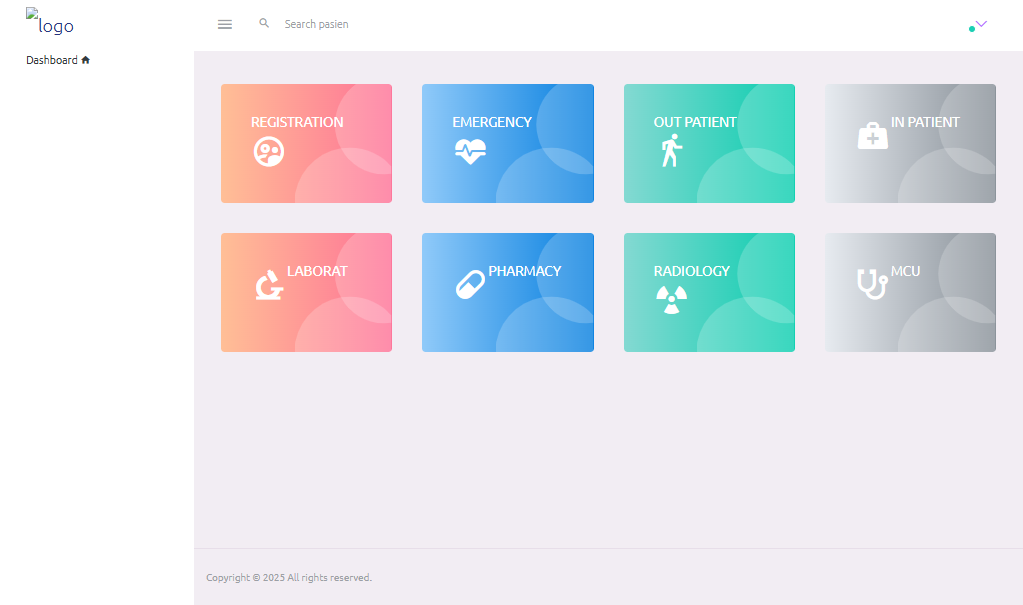 logo
Search pasien
Dashboard
REGISTRATION
EMERGENCY
OUT PATIENT
IN PATIENT
LABORAT
PHARMACY
RADIOLOGY
MCU
Copyright © 2025 All rights reserved.